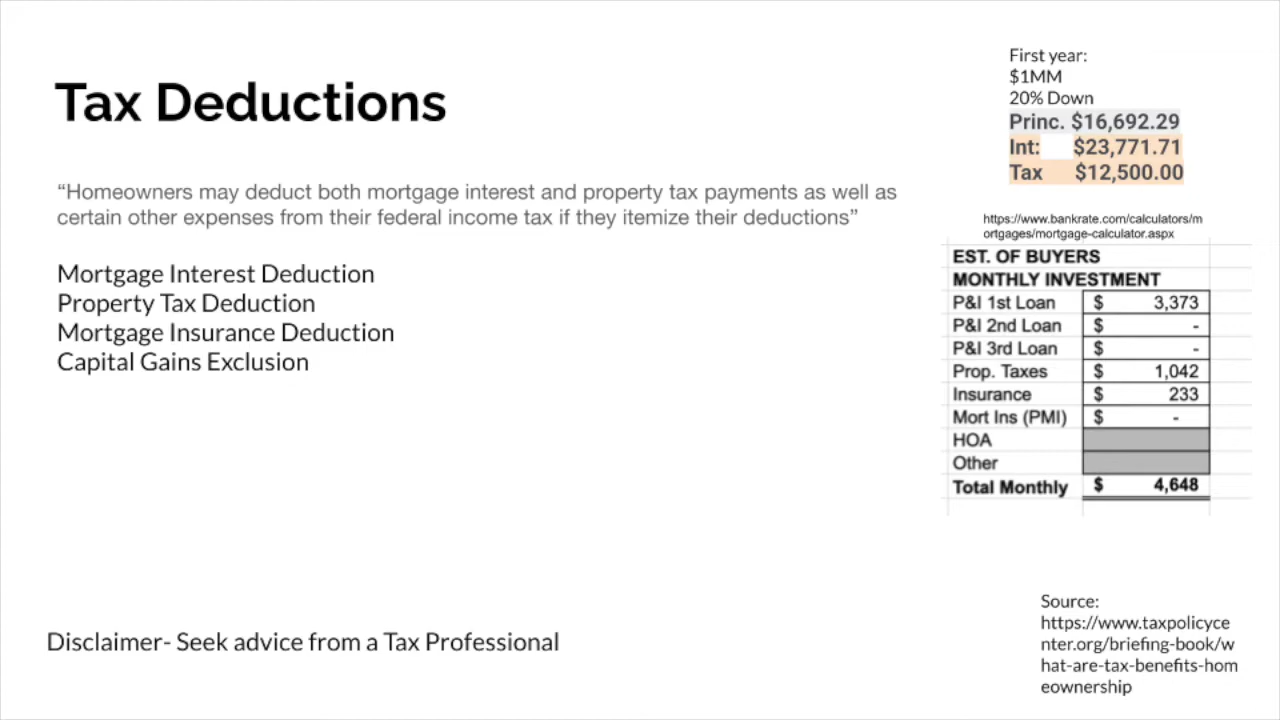 Tax Deductions
“Homeowners may deduct both mortgage interest and property tax payments as well as
certain other expenses from their federal income tax if they itemize their deductions”
Mortgage Interest Deduction
Property Tax Deduction
Mortgage Insurance Deduction
Capital Gains Exclusion
Disclaimer- Seek advice from a Tax Professional
First year:
$1MM
20% Down
Princ. $16,692.29
Int: $23,771.71
Tax $12,500.00
https://www.bankrate.com/calculators/m
ortgages/mortgage-calculator.aspx
EST. OF BUYERS
MONTHLY INVESTMENT
P&I 1st Loan $ 3,373
P&I 2nd Loan $ -
P&I 3rd Loan $ -
Prop. Taxes $ 1,042
Insurance $ 233
Mort Ins (PMI) $ -
HOA
Other
Total Monthly $ 4,648
Source:
https://www.taxpolicyce
nter.org/briefing-book/w
hat-are-tax-benefits-hom
eownership